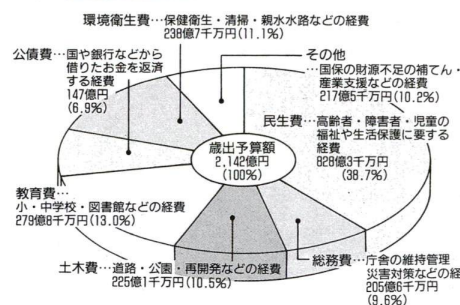 環境衛生費…保健衛生・清掃・親水水路などの経費
238億7千万円(11.1%)
公債費…国や銀行などから
借りたお金を返済
する経費
147億円
(6.9%)
その他
…国保の財源不足の補てん・
産業支援などの経費
217億5千万円(10.2%)
民生費…高齢者・障害者・児童の
福祉や生活保護に要する
経費
828億3千万円
(38.7%)
歳出予算額
2,142億円
(100%)
教育費…
小・中学校・図書館などの経費
279億8千万円(13.0%)
土木費…道路・公園・再開発などの経費
225億1千万円(10.5%)
総務費…庁舎の維持管理
災害対策などの経費
205億6千万円
(9.6%)